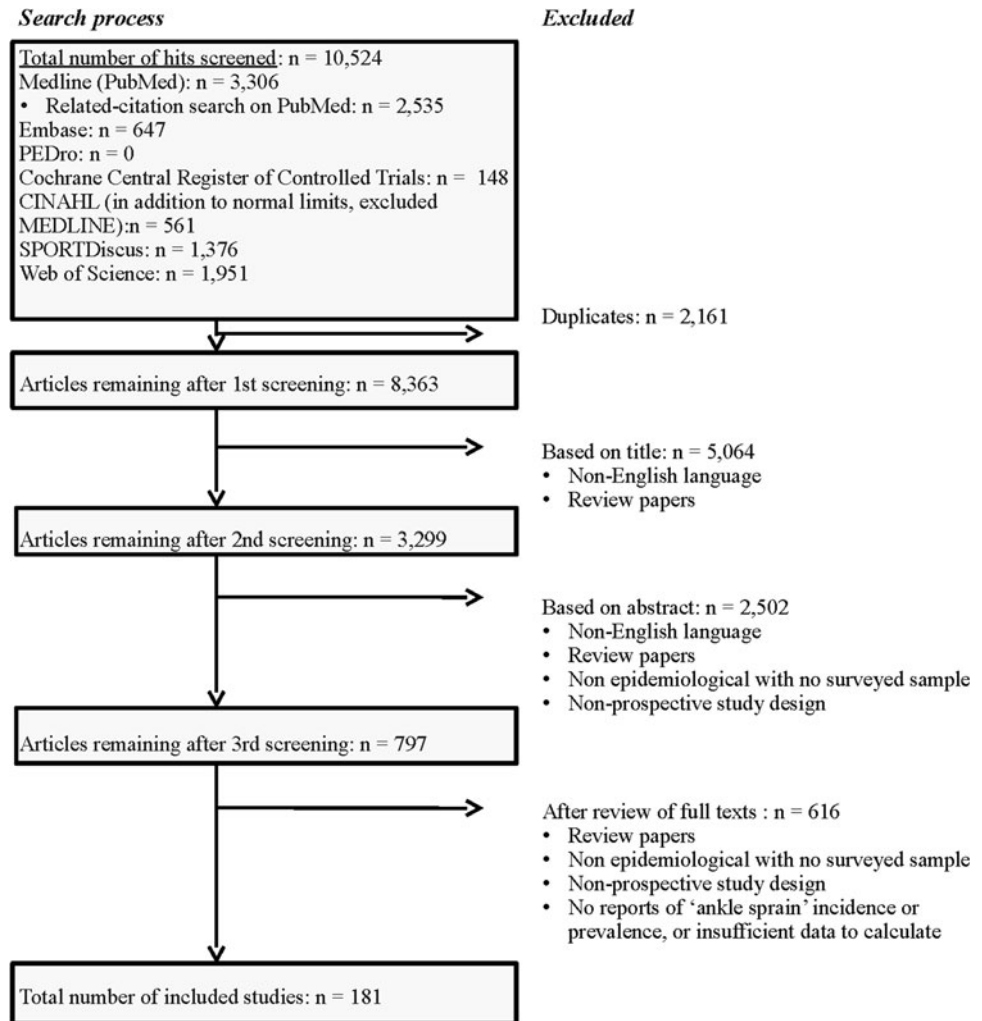 Search process
Excluded
Total number of hits screened: n = 10,524
Medline (PubMed): n = 3,306
• Related-citation search on PubMed: n = 2,535
Embase: n = 647
PEDro: n = 0
Cochrane Central Register of Controlled Trials: n = 148
CINAHL (in addition to normal limits, excluded
MEDLINE):n = 561
SPORTDiscus: n = 1,376
Web of Science: n = 1,951
Duplicates: n = 2,161
Articles remaining after 1st screening: n = 8,363
Based on title: n = 5,064
• Non-English language
• Review papers
Articles remaining after 2nd screening: n = 3,299
Based on abstract: n = 2,502
• Non-English language
• Review papers
• Non epidemiological with no surveyed sample
• Non-prospective study design
Articles remaining after 3rd screening: n = 797
After review of full texts : n = 616
• Review papers
• Non epidemiological with no surveyed sample
• Non-prospective study design
• No reports of ‘ankle sprain’ incidence or
prevalence, or insufficient data to calculate
Total number of included studies: n = 181